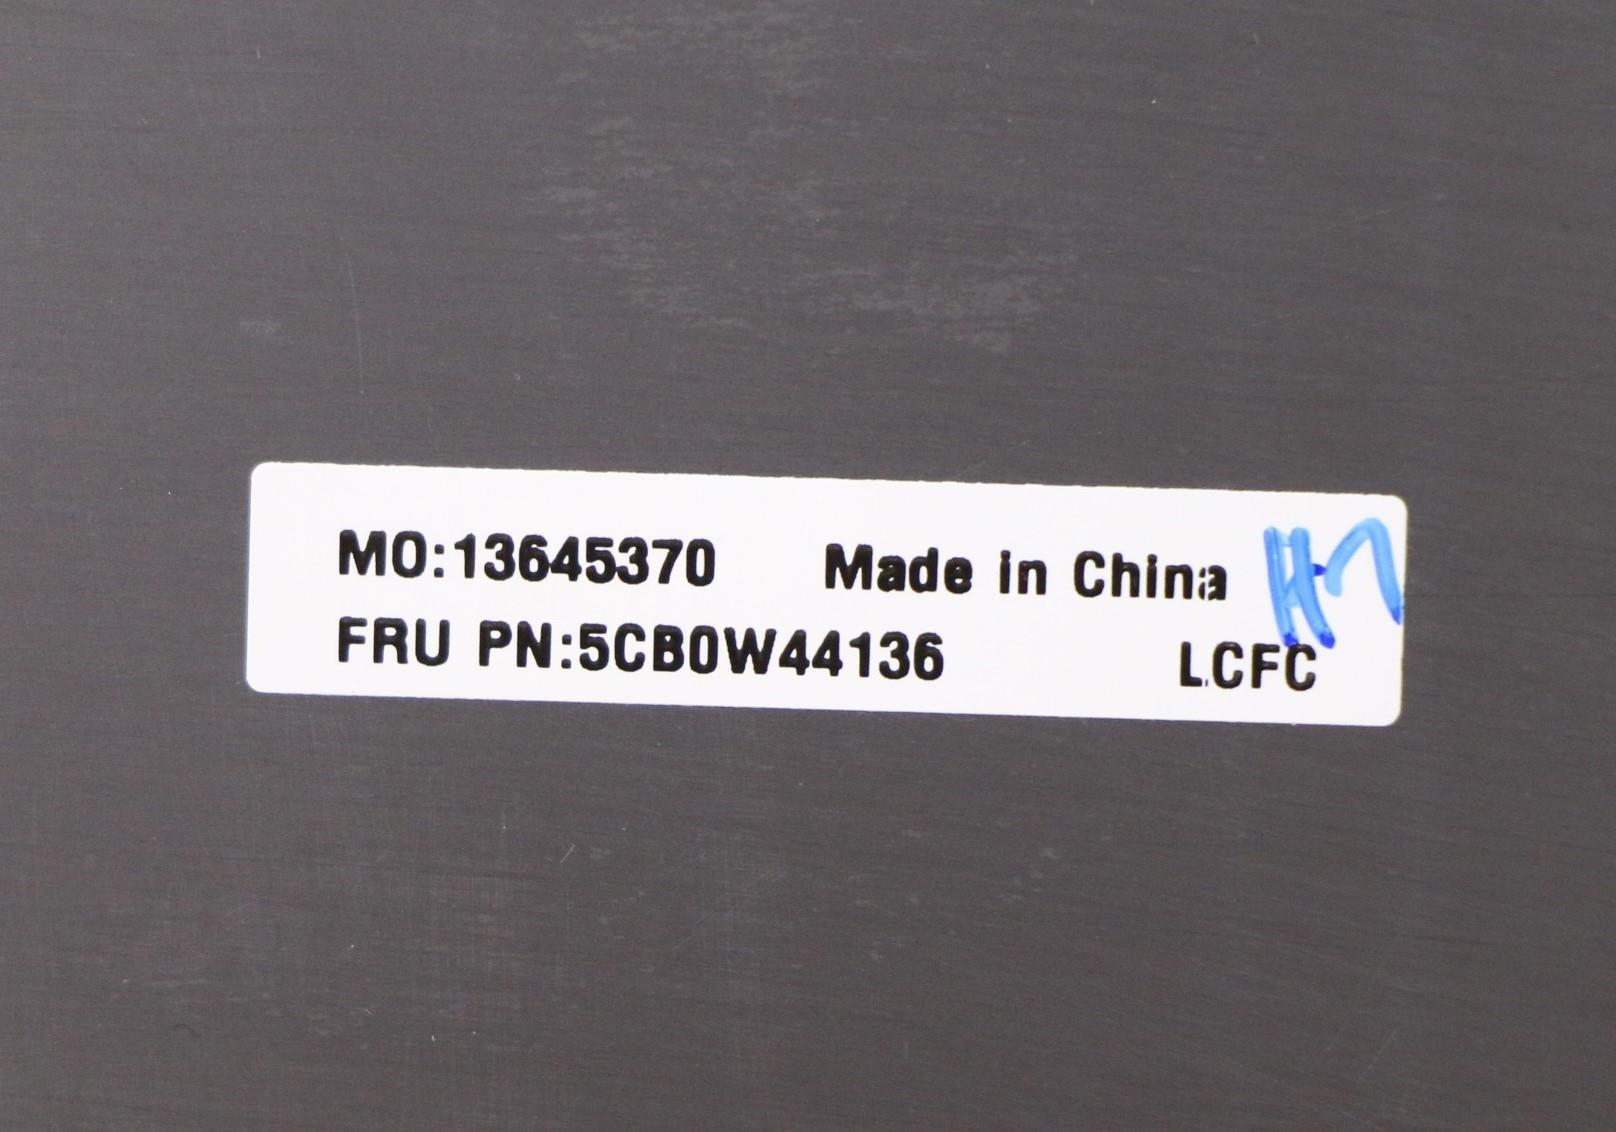 MO:13645370 Made in China
FRU PN:5CB0W44136 LCFC